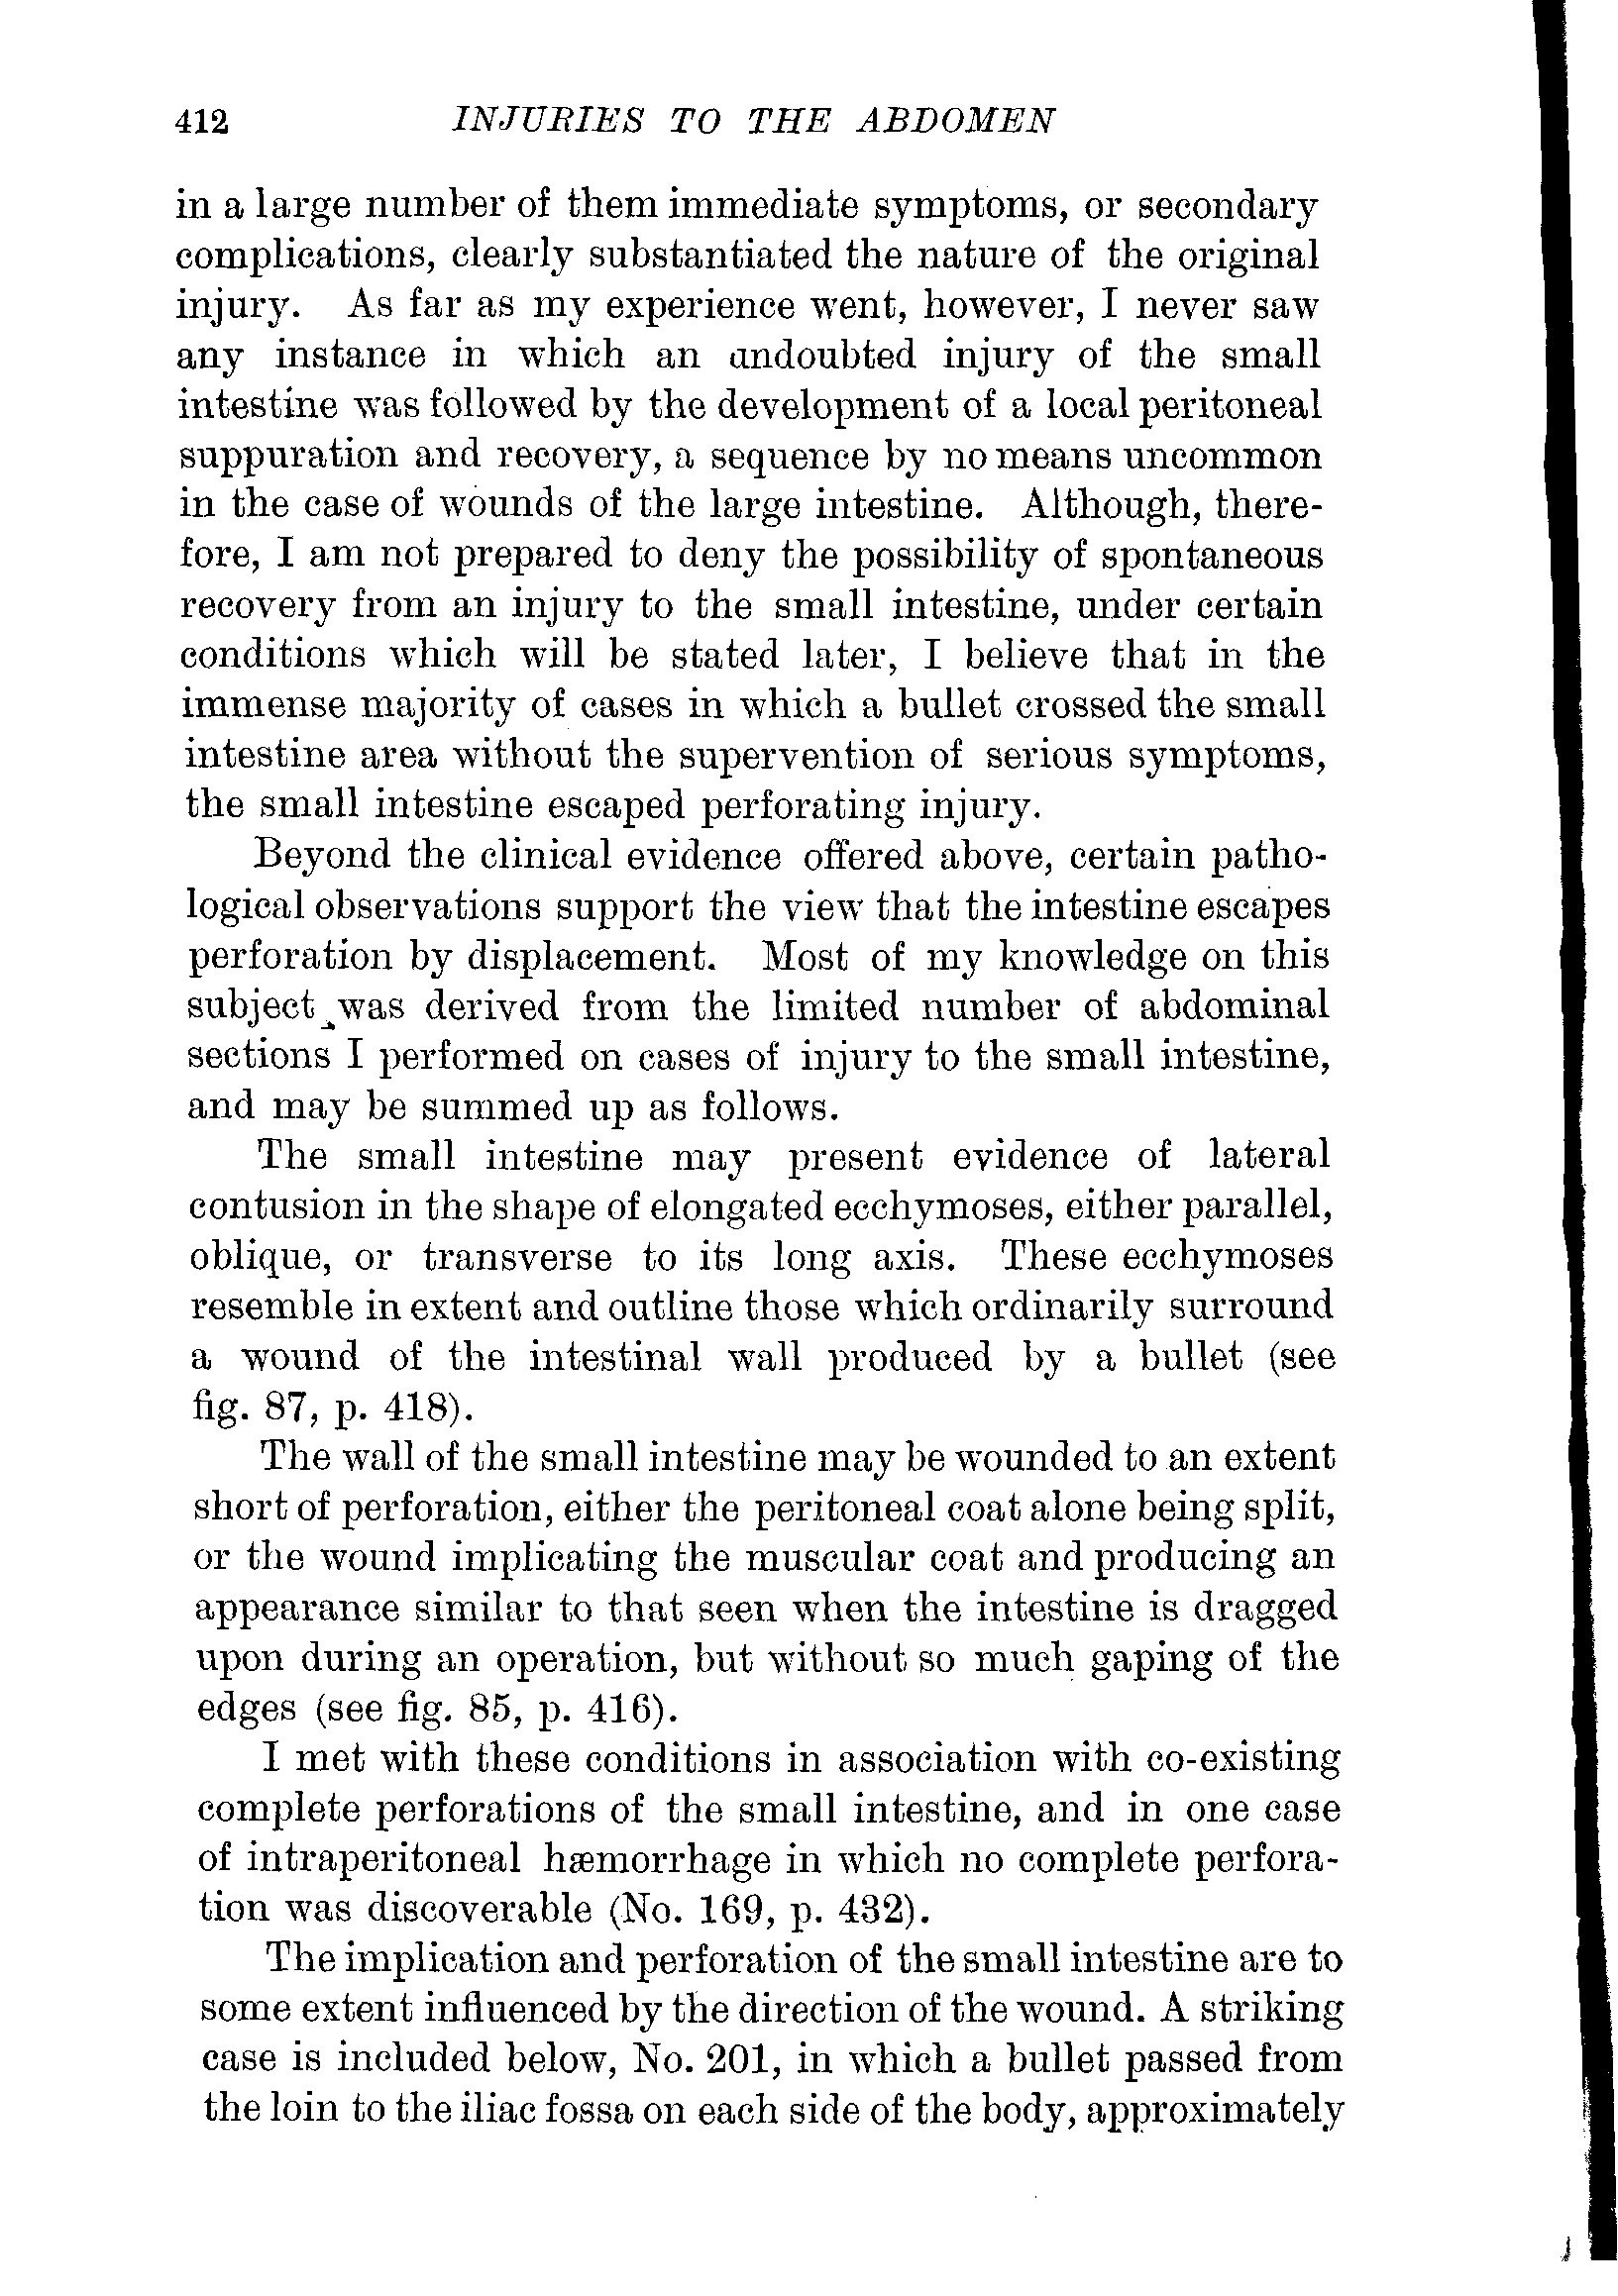 412 INJURIES TO THE ABDOMEN
in a large number of them immediate symptoms, or secondary
complications, clearly substantiated the nature of the original
injury. As far as my experience went, however, I never saw
any instance in which an undoubted injury of the small
intestine was followed by the development of a local peritoneal
suppuration and recovery, a sequence by no means uncommon
in the case of wounds of the large intestine. Although, there-
fore, I am not prepared to deny the possibility of spontaneous
recovery from an injury to the small intestine, under certain
conditions which will be stated later, I believe that in the
immense majority of cases in which a bullet crossed the small
intestine area without the supervention of serious symptoms,
the small intestine escaped perforating injury.
Beyond the clinical evidence offered above, certain patho-
logical observations support the view that the intestine escapes
perforation by displacement. Most of my knowledge on this
subject was derived from the limited number of abdominal
sections I performed on cases of injury to the small intestine,
and may be summed up as follows.
The small intestine may present evidence of lateral
contusion in the shape of elongated ecchymoses, either parallel,
oblique, or transverse to its long axis. These ecchymoses
resemble in extent and outline those which ordinarily surround
a wound of the intestinal wall produced by a bullet (see
fig. 87, p. 418).
The wall of the small intestine may be wounded to an extent
short of perforation, either the peritoneal coat alone being split,
or the wound implicating the muscular coat and producing an
appearance similar to that seen when the intestine is dragged
upon during an operation, but without so much gaping of the
edges (see fig. 85, p. 416).
I met with these conditions in association with co-existing
complete perforations of the small intestine, and in one case
of intraperitoneal hæmorrhage in which no complete perfora-
tion was discoverable (No. 169, p. 432).
The implication and perforation of the small intestine are to
some extent influenced by the direction of the wound. A striking
case is included below, No. 201, in which a bullet passed from
the loin to the iliac fossa on each side of the body, approximately